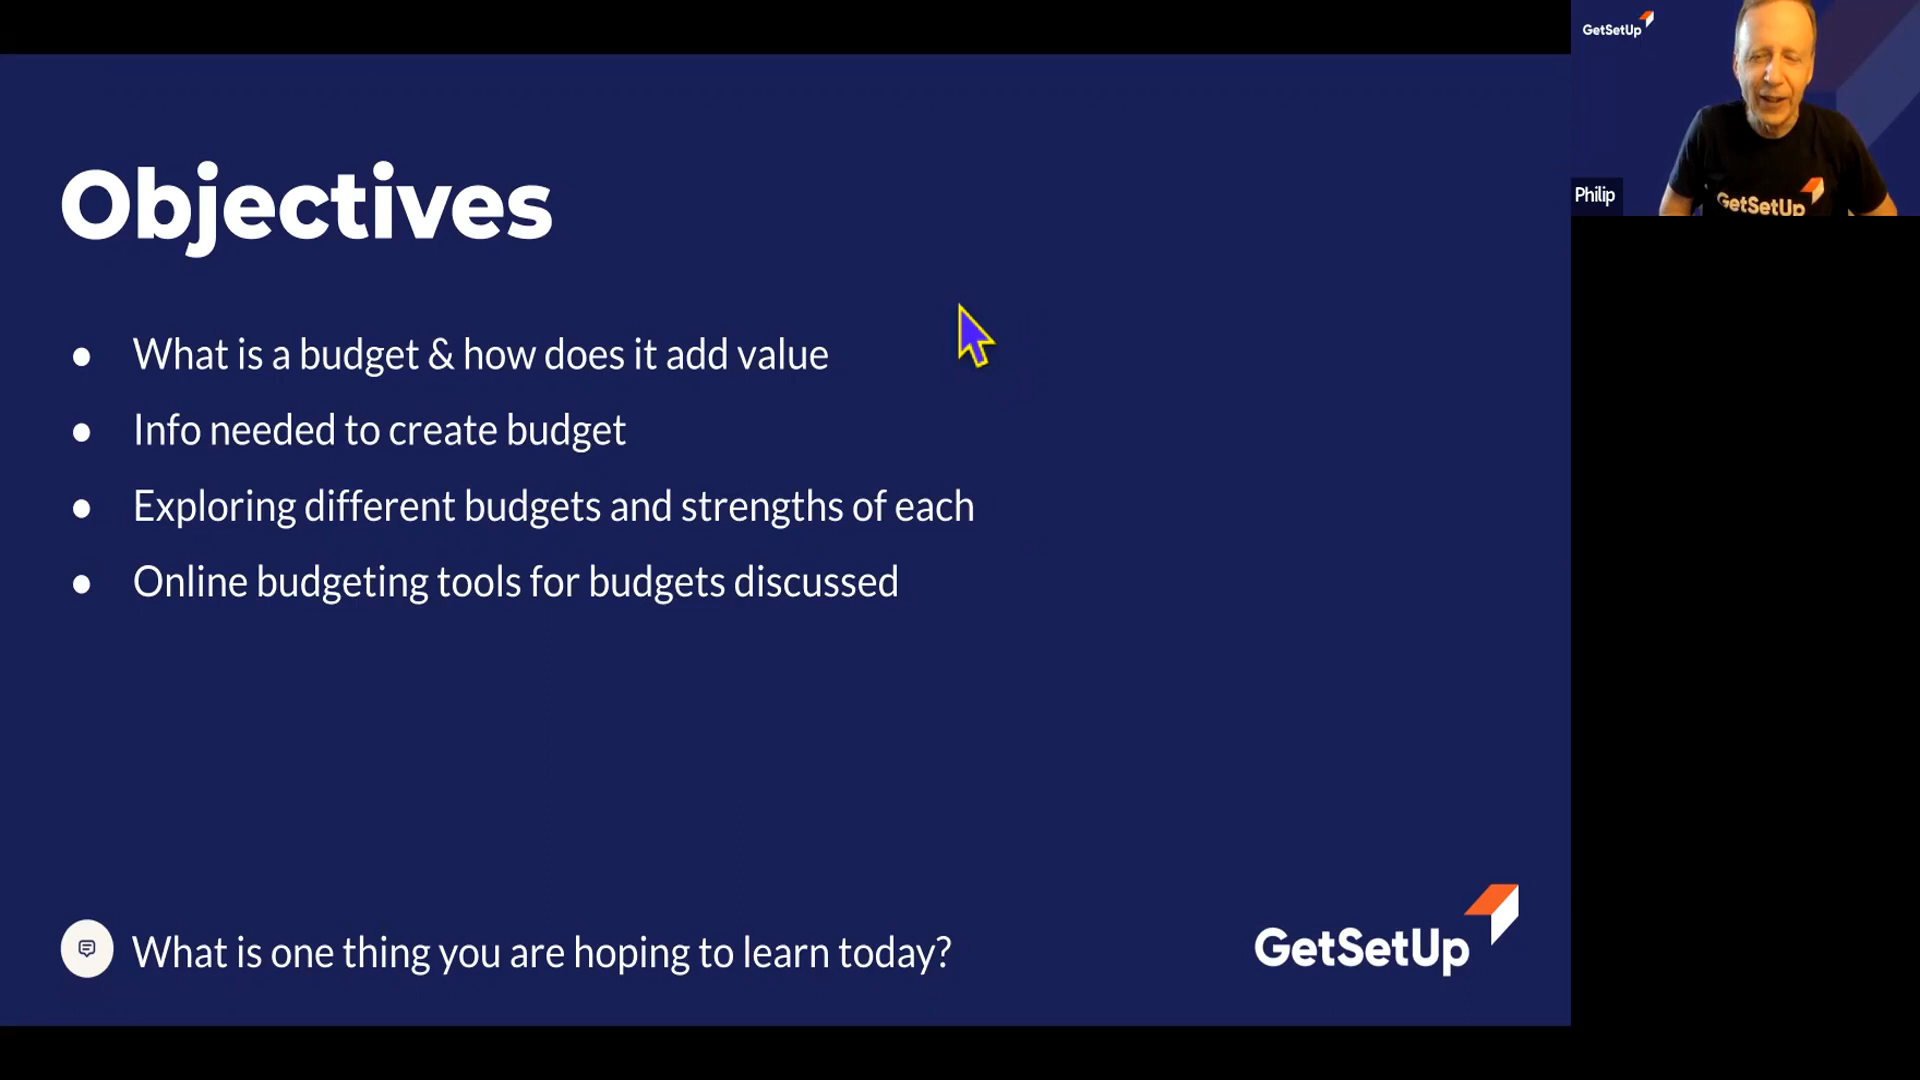 GetSetUp
Philip
GetSetUp
Objectives
What is a budget & how does it add value
Info needed to create budget
Exploring different budgets and strengths of each
Online budgeting tools for budgets discussed
What is one thing you are hoping to learn today?
GetSetUp